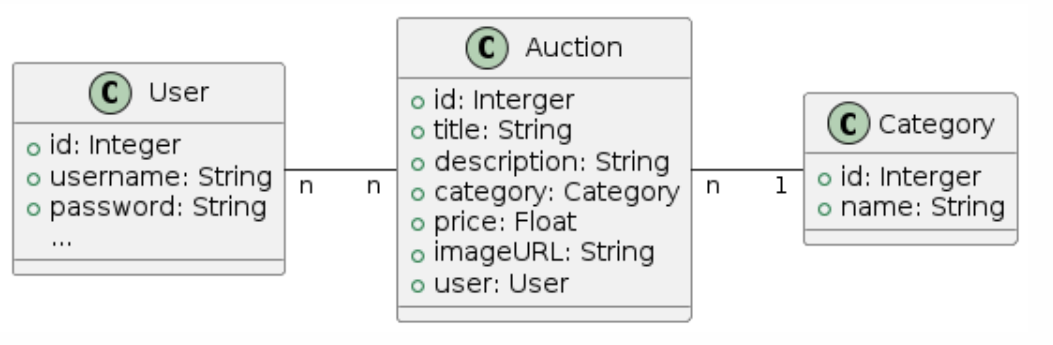 C User
id: Integer
username: String
password: String
...
n n
C Auction
id: Interger
title: String
description: String
category: Category
price: Float
imageURL: String
user: User
n 1
C Category
id: Interger
name: String